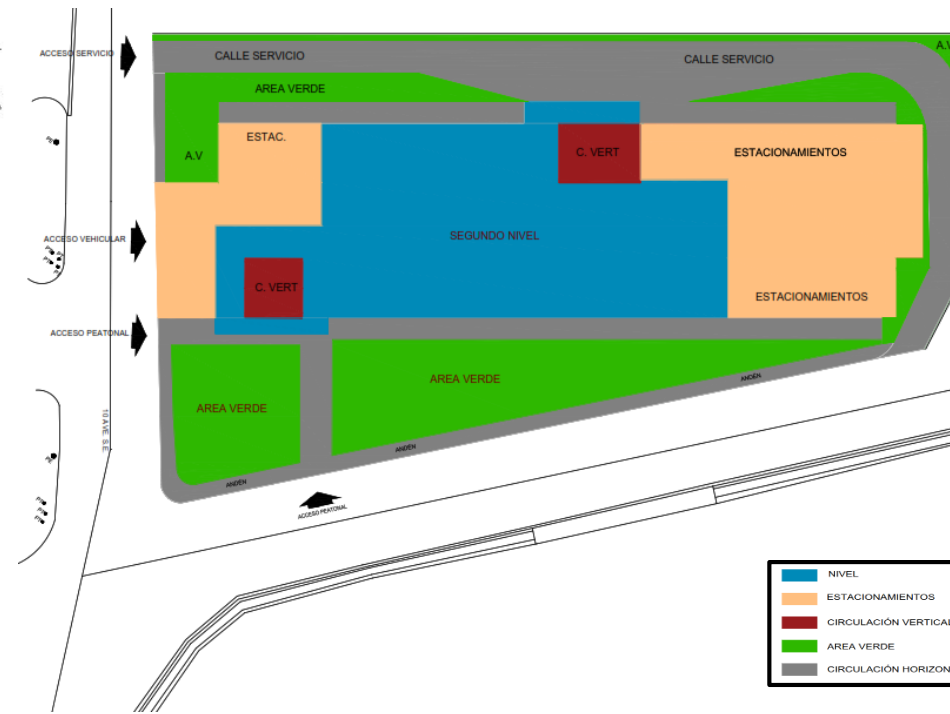 ACCESO SERVICIO
CALLE SERVICIO
CALLE SERVICIO
A.V
AREA VERDE
ESTAC.
A.V
C. VERT
ESTACIONAMIENTOS
ACCESO VEHICULAR
SEGUNDO NIVEL
C. VERT
ESTACIONAMIENTOS
ACCESO PEATONAL
AREA VERDE
ANDÉN
AREA VERDE
10 AVE. S.E.
ANDÉN
ANDÉN
ACCESO PEATONAL
NIVEL
ESTACIONAMIENTOS
CIRCULACIÓN VERTICAL
AREA VERDE
CIRCULACIÓN HORIZON